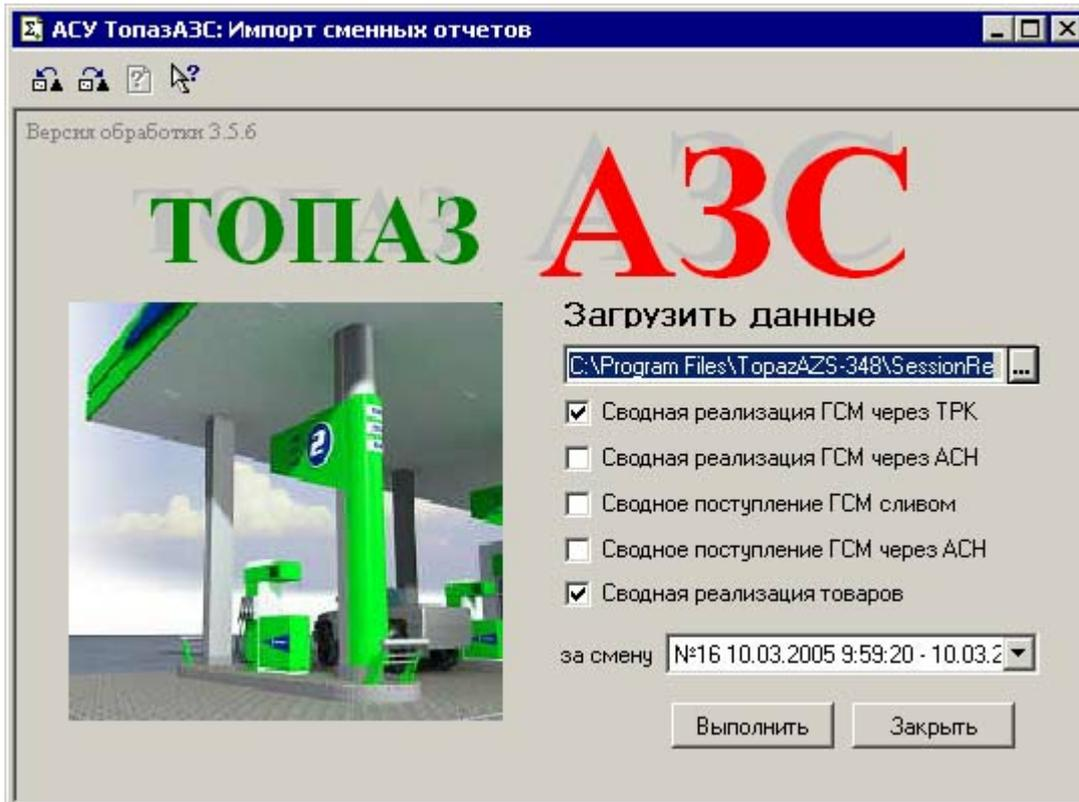 АСУ ТопазАЗС: Импорт сменных отчетов
Версия обработки 3.5.6
ТОПАЗ АЗС
Загрузить данные
C:\Program Files\TopazAZS-348\SessionRe ...
Сводная реализация ГСМ через ТРК
Сводная реализация ГСМ через АСН
Сводное поступление ГСМ сливом
Сводное поступление ГСМ через АСН
Сводная реализация товаров
за смену №16 10.03.2005 9:59:20 - 10.03.2
Выполнить Закрыть
2